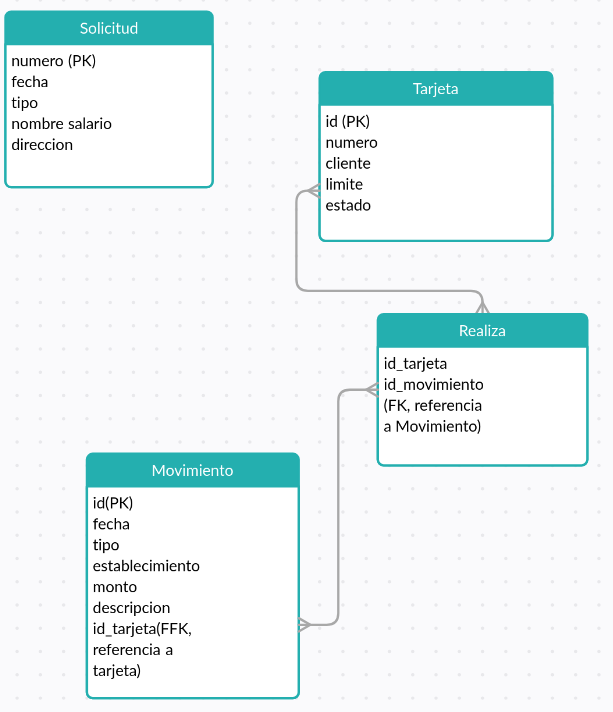 Solicitud
numero (PK)
fecha
tipo
nombre salario
direccion
Tarjeta
id (PK)
numero
cliente
limite
estado
Realiza
id_tarjeta
id_movimiento
(FK, referencia
a Movimiento)
Movimiento
id(PK)
fecha
tipo
establecimiento
monto
descripcion
id_tarjeta(FFK,
referencia a
tarjeta)